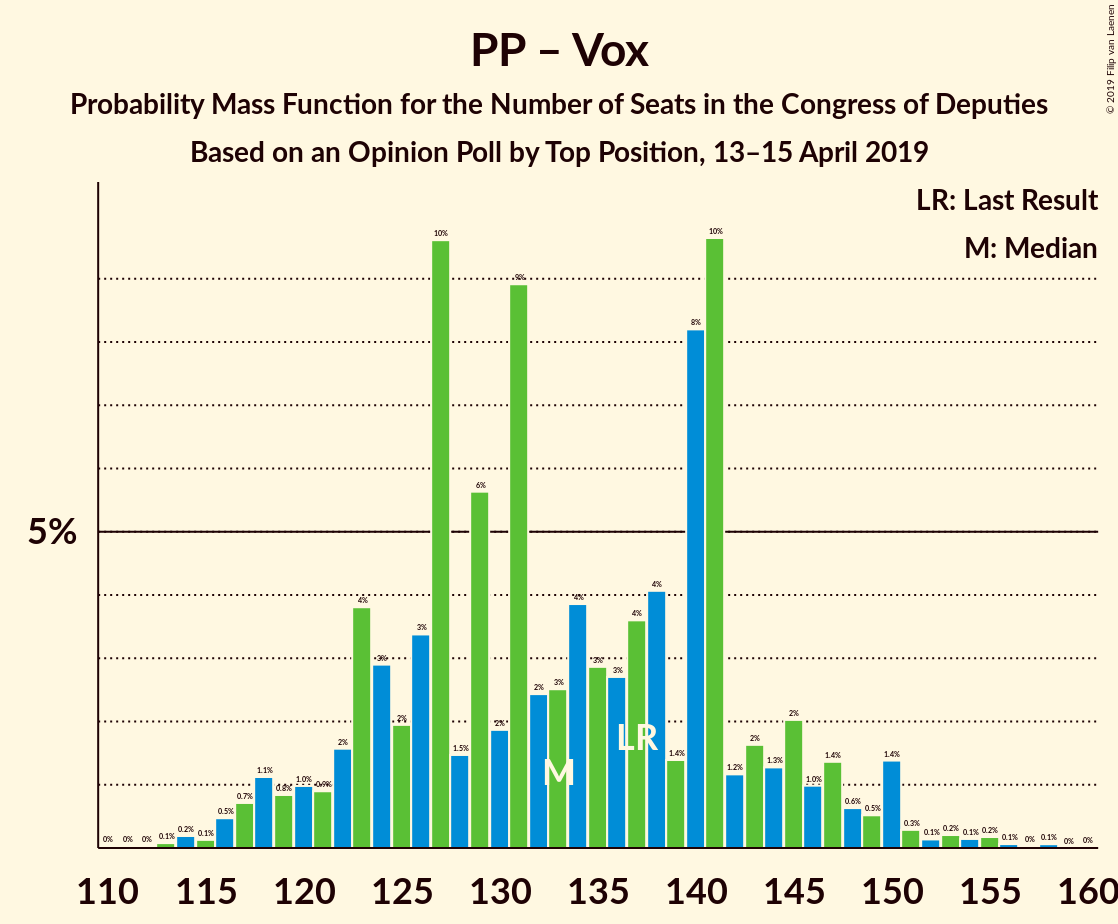 PP – Vox
Probability Mass Function for the Number of Seats in the Congress of Deputies
Based on an Opinion Poll by Top Position, 13–15 April 2019
© 2019 Filip van Laenen
LR: Last Result
M: Median
5%
0% 0% 0% 0.1% 0.2% 0.1% 0.5% 0.7% 1.1% 0.8% 1.0% 0.9% 2% 4% 3% 2% 3% 10% 1.5% 6% 2% 9% 2% 3% 4% 3% 3% 4% 4% 1.4% 8% 10% 1.2% 2% 1.3% 2% 1.0% 1.4% 0.6% 0.5% 1.4% 0.3% 0.1% 0.2% 0.1% 0.2% 0.1% 0% 0.1% 0% 0%
LR
M
110 115 120 125 130 135 140 145 150 155 160